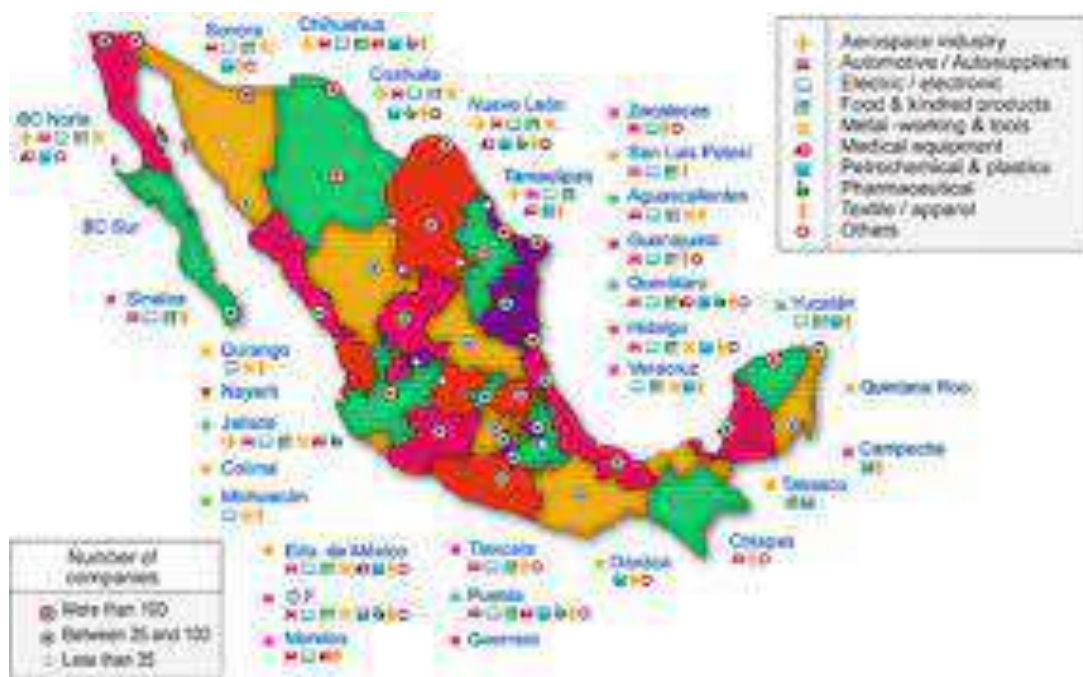 Sonora
Chihuahua
Coahuila
Nuevo León
Tamaulipas
BC Norte
BC Sur
Sinaloa
Durango
Nayarit
Jalisco
Colima
Michoacán
Zacatecas
San Luis Potosí
Aguascalientes
Guanajuato
Querétaro
Hidalgo
Veracruz
Yucatán
Quintana Roo
Campeche
Tabasco
Chiapas
Oaxaca
Edo. de México
D.F.
Morelos
Tlaxcala
Puebla
Guerrero
Aerospace industry
Automotive / Autosuppliers
Electric / electronic
Food & kindred products
Metal-working & tools
Medical equipment
Petrochemical & plastics
Pharmaceutical
Textile / apparel
Others
Number of
companies
More than 100
Between 25 and 100
Less than 25